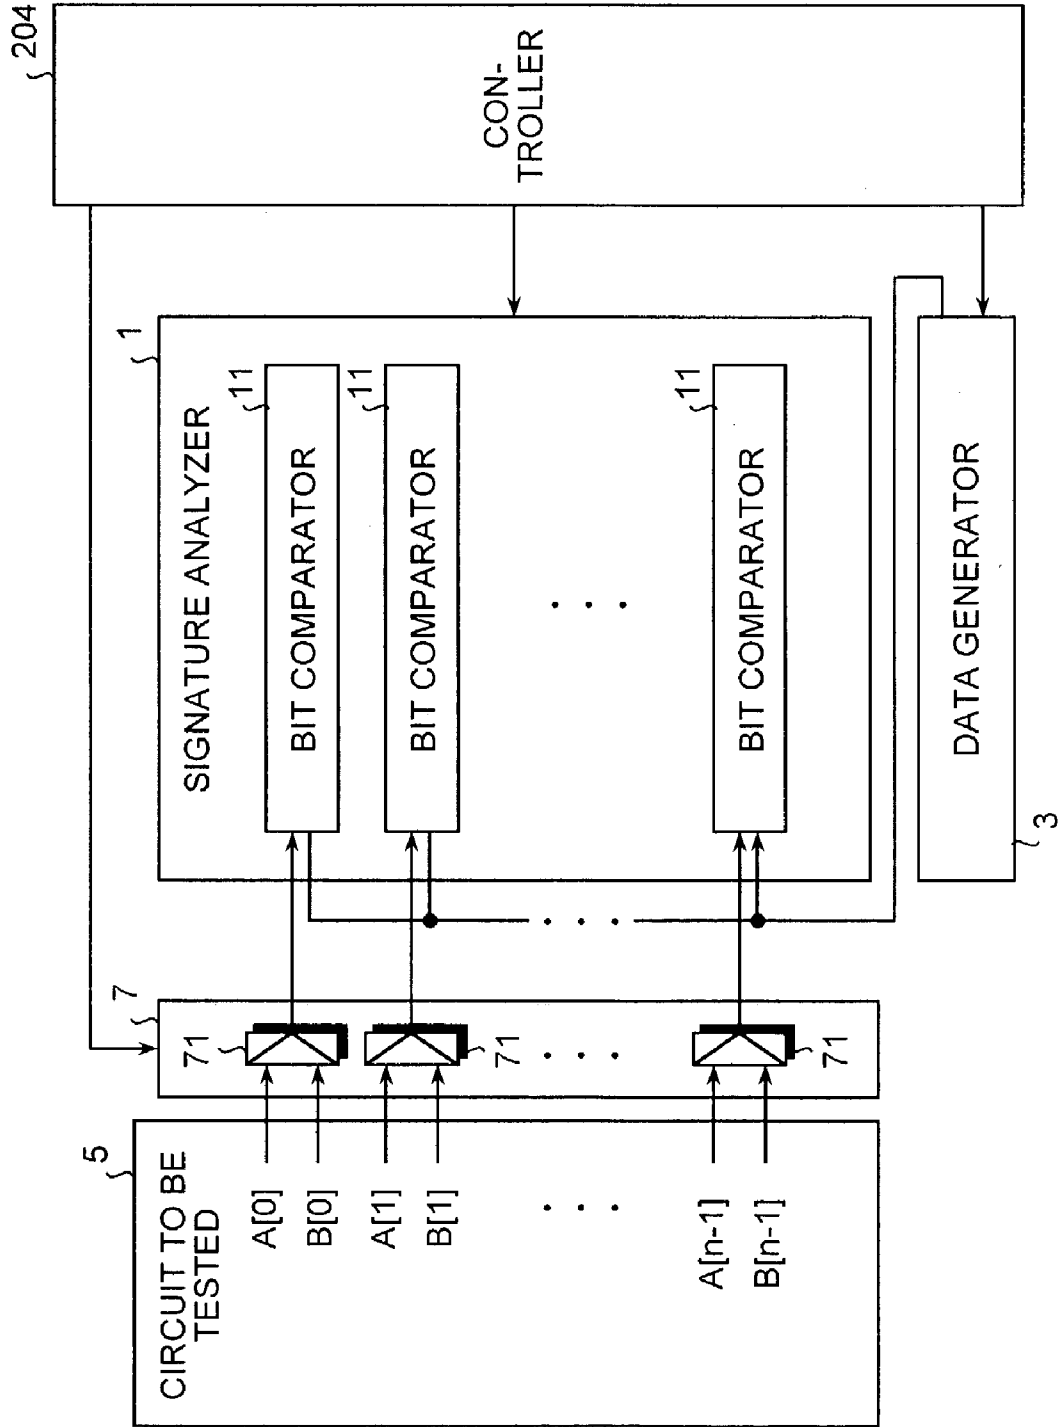 CIRCUIT TO BE
TESTED
5
A[0]
B[0]
A[1]
B[1]
. . .
A[n-1]
B[n-1]
7
71
71
. . .
71
1
SIGNATURE ANALYZER
11
BIT COMPARATOR
11
BIT COMPARATOR
. . .
11
BIT COMPARATOR
. . .
DATA GENERATOR
3
204
CON-
TROLLER